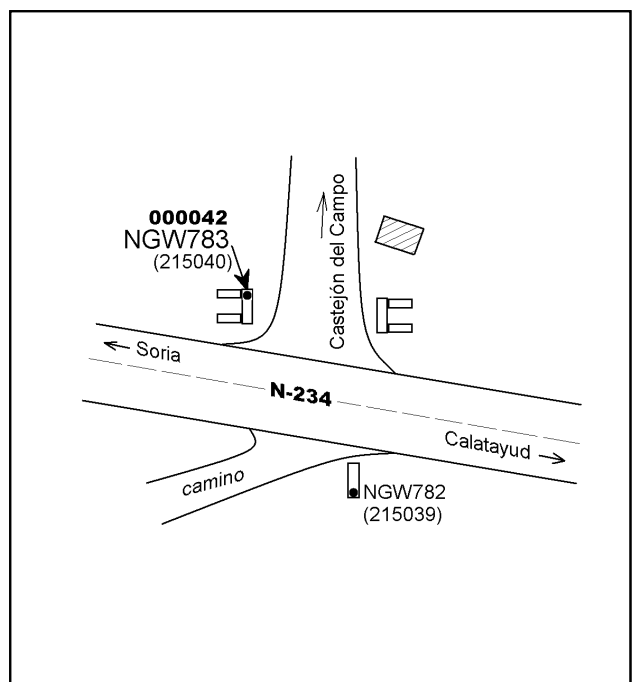 000042
NGW783
(215040)
Castejón del Campo
Soria
N-234
Calatayud
camino
NGW782
(215039)